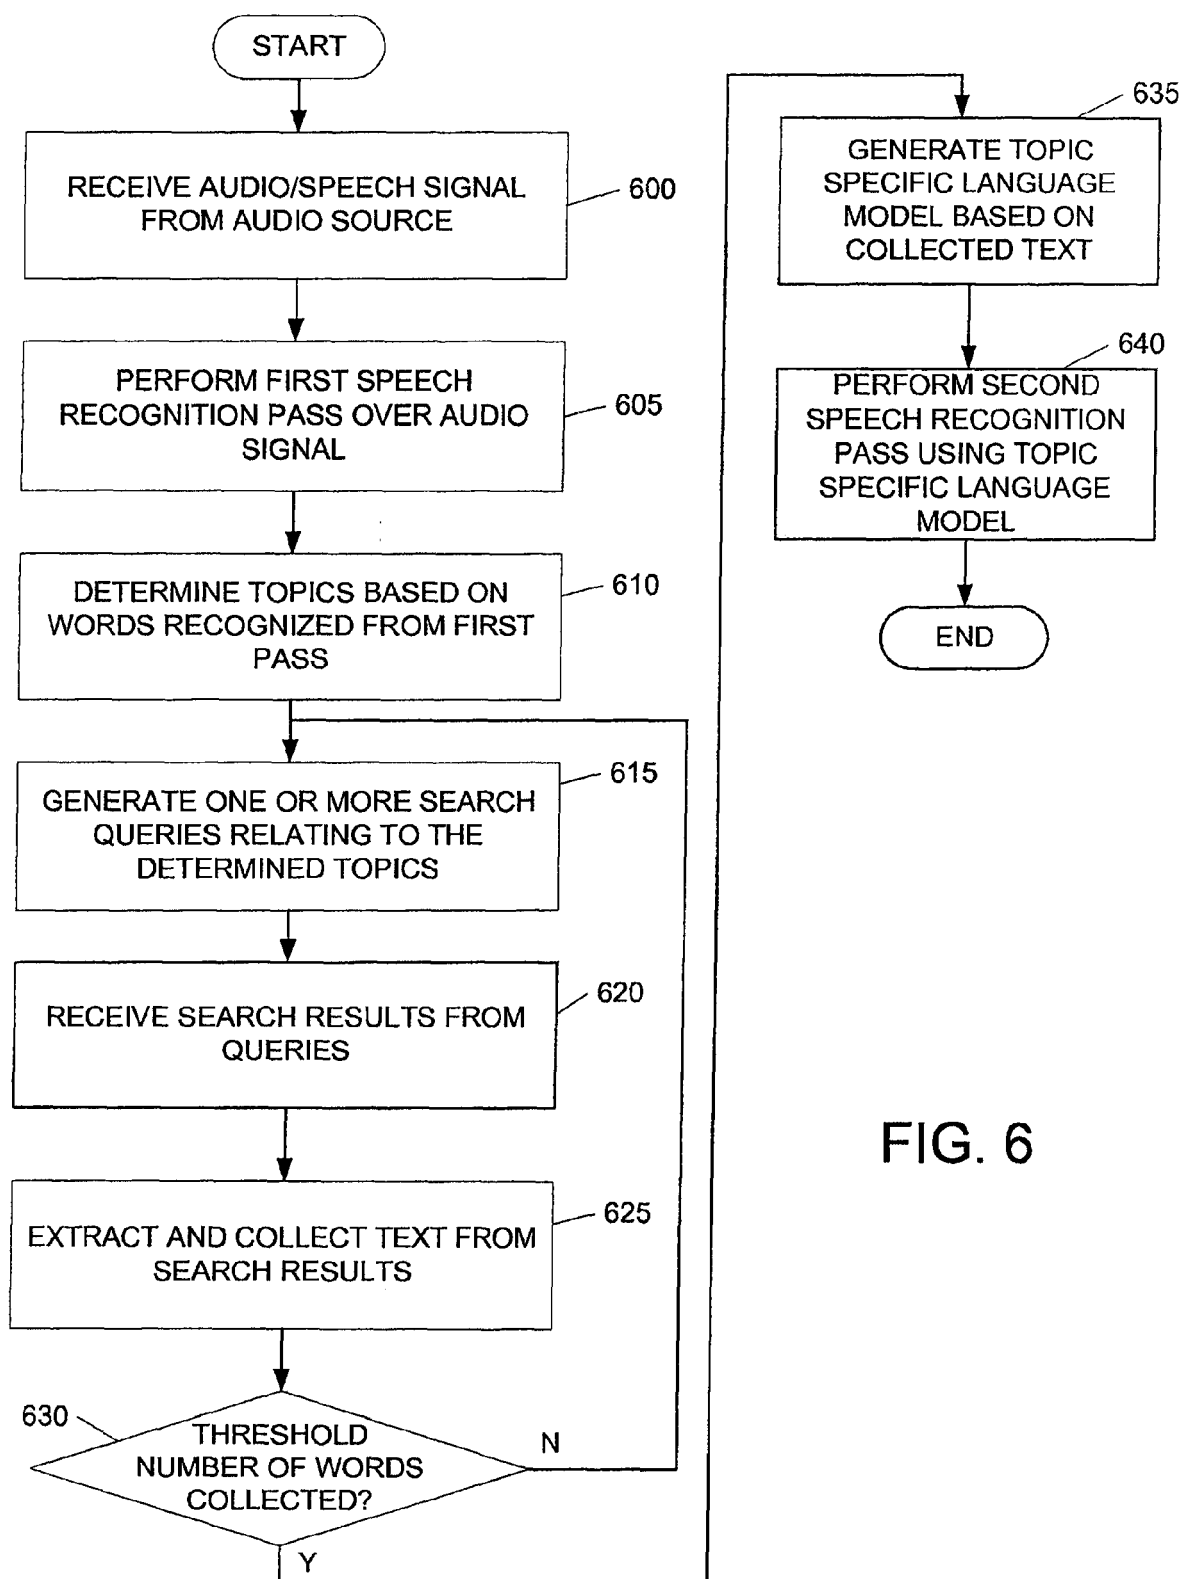 START
RECEIVE AUDIO/SPEECH SIGNAL
FROM AUDIO SOURCE
600
PERFORM FIRST SPEECH
RECOGNITION PASS OVER AUDIO
SIGNAL
605
DETERMINE TOPICS BASED ON
WORDS RECOGNIZED FROM FIRST
PASS
610
GENERATE ONE OR MORE SEARCH
QUERIES RELATING TO THE
DETERMINED TOPICS
615
RECEIVE SEARCH RESULTS FROM
QUERIES
620
EXTRACT AND COLLECT TEXT FROM
SEARCH RESULTS
625
630
THRESHOLD
NUMBER OF WORDS
COLLECTED?
N
Y
635
GENERATE TOPIC
SPECIFIC LANGUAGE
MODEL BASED ON
COLLECTED TEXT
640
PERFORM SECOND
SPEECH RECOGNITION
PASS USING TOPIC
SPECIFIC LANGUAGE
MODEL
END
FIG. 6